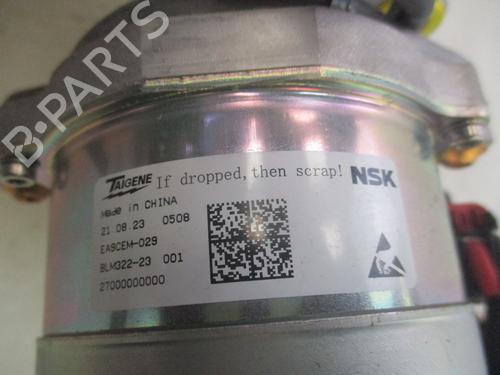 B-PARTS
TAIGENE If dropped, then scrap! NSK
Made in CHINA
21.08.23 0508
EA9CEM-029
BLM322-23 001
27000000000